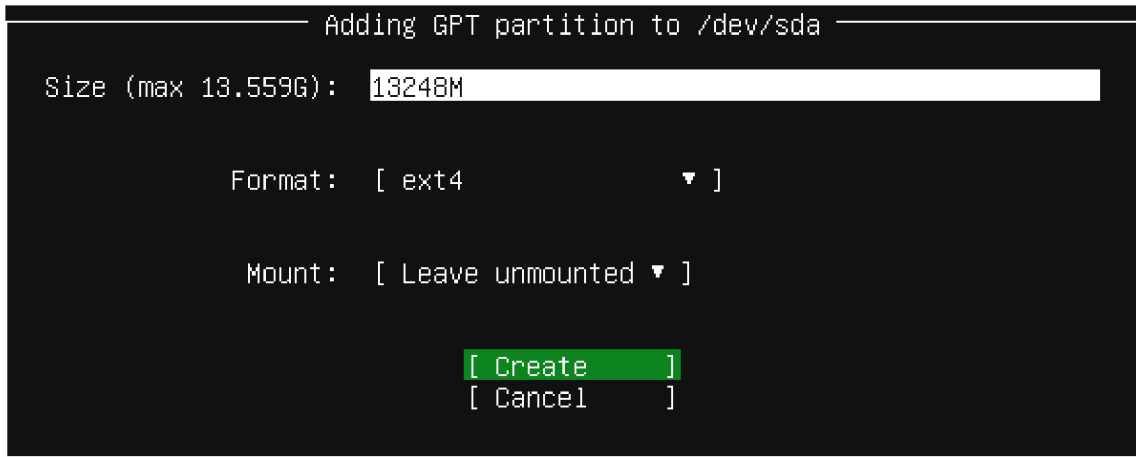 Adding GPT partition to /dev/sda
Size (max 13.559G): 13248M
Format: [ ext4 ▾ ]
Mount: [ Leave unmounted ▾ ]
[ Create ]
[ Cancel ]